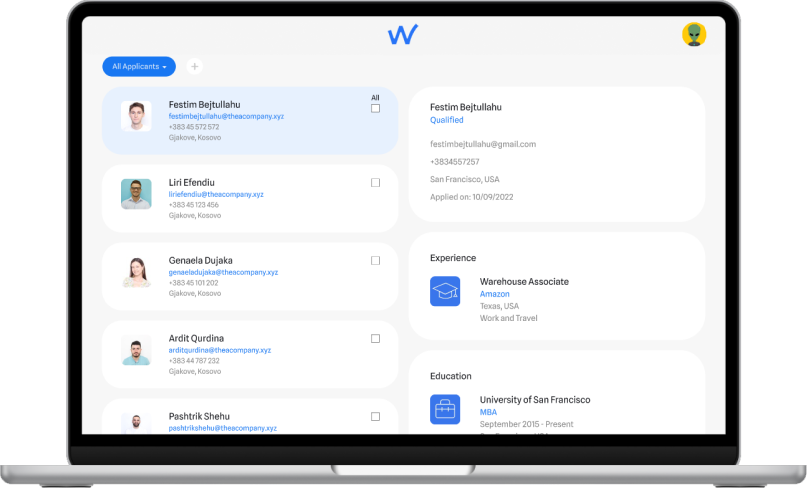 All Applicants
All
Festim Bejtullahu
festimbejtullahu@theacompany.xyz
+383 45 572 572
Gjakove, Kosovo
Liri Efendiu
liriefendiu@theacompany.xyz
+383 45 123 456
Gjakove, Kosovo
Genaela Dujaka
genaeladujaka@theacompany.xyz
+383 45 101 202
Gjakove, Kosovo
Ardit Qurdina
arditqurdina@theacompany.xyz
+383 44 787 232
Gjakove, Kosovo
Pashtrik Shehu
pashtrikshehu@theacompany.xyz
Festim Bejtullahu
Qualified
festimbejtullahu@gmail.com
+3834557257
San Francisco, USA
Applied on: 10/09/2022
Experience
Warehouse Associate
Amazon
Texas, USA
Work and Travel
Education
University of San Francisco
MBA
September 2015 - Present